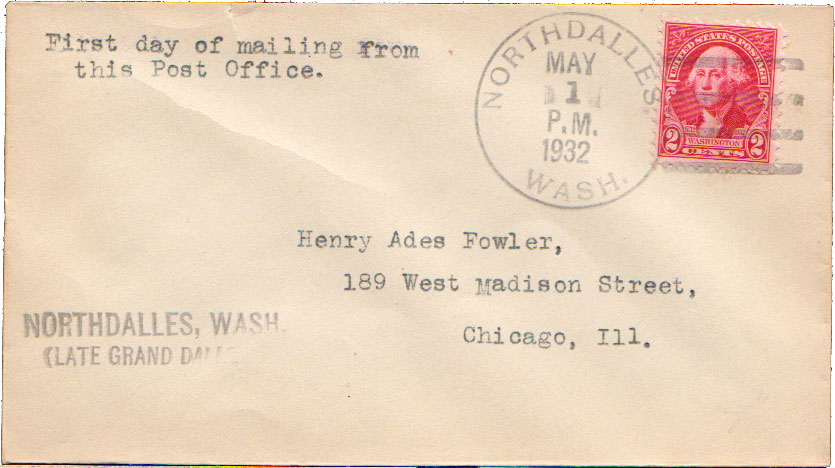 First day of mailing from
this Post Office.
NORTHDALLES,
MAY
1
P.M.
1932
WASH.
UNITED STATES POSTAGE
2 WASHINGTON 2
CENTS
Henry Ades Fowler,
189 West Madison Street,
Chicago, Ill.
NORTHDALLES, WASH.
(LATE GRAND